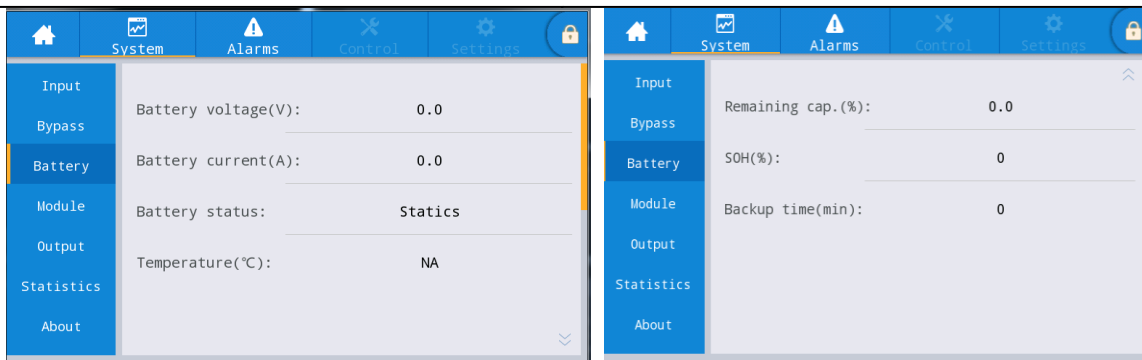 System Alarms Control Settings
Input
Bypass
Battery
Module
Output
Statistics
About
Battery voltage(V): 0.0
Battery current(A): 0.0
Battery status: Statics
Temperature(℃): NA
System Alarms Control Settings
Input
Bypass
Battery
Module
Output
Statistics
About
Remaining cap.(%): 0.0
SOH(%): 0
Backup time(min): 0